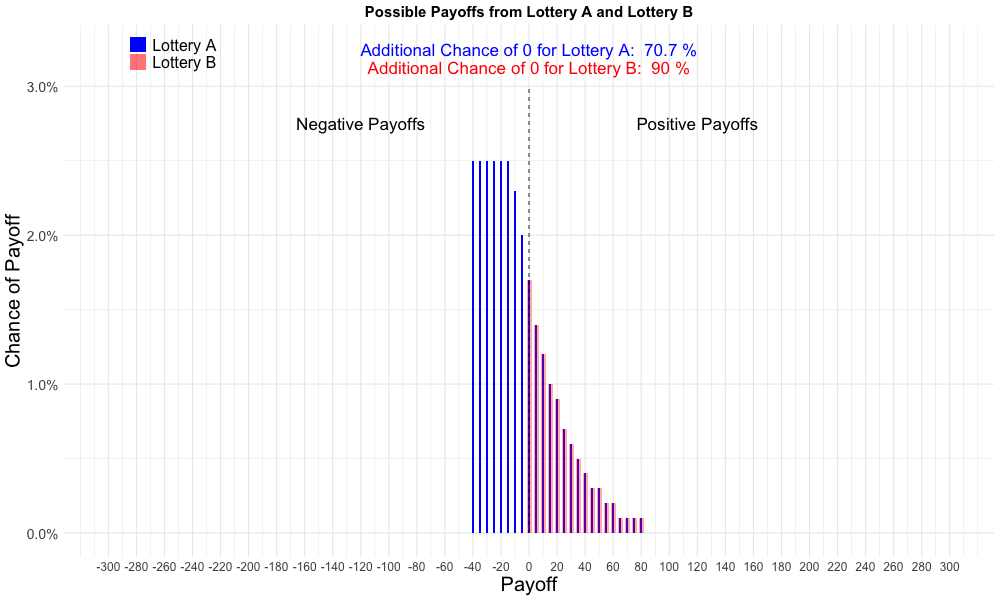 Possible Payoffs from Lottery A and Lottery B
Lottery A
Lottery B
Additional Chance of 0 for Lottery A: 70.7 %
Additional Chance of 0 for Lottery B: 90 %
Negative Payoffs
Positive Payoffs
Chance of Payoff
3.0%
2.0%
1.0%
0.0%
-300 -280 -260 -240 -220 -200 -180 -160 -140 -120 -100 -80 -60 -40 -20 0 20 40 60 80 100 120 140 160 180 200 220 240 260 280 300
Payoff